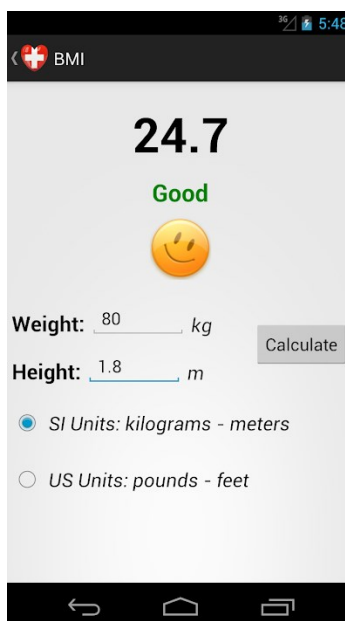 3G 5:48
BMI
24.7
Good
Weight: 80 kg
Calculate
Height: 1.8 m
SI Units: kilograms - meters
US Units: pounds - feet